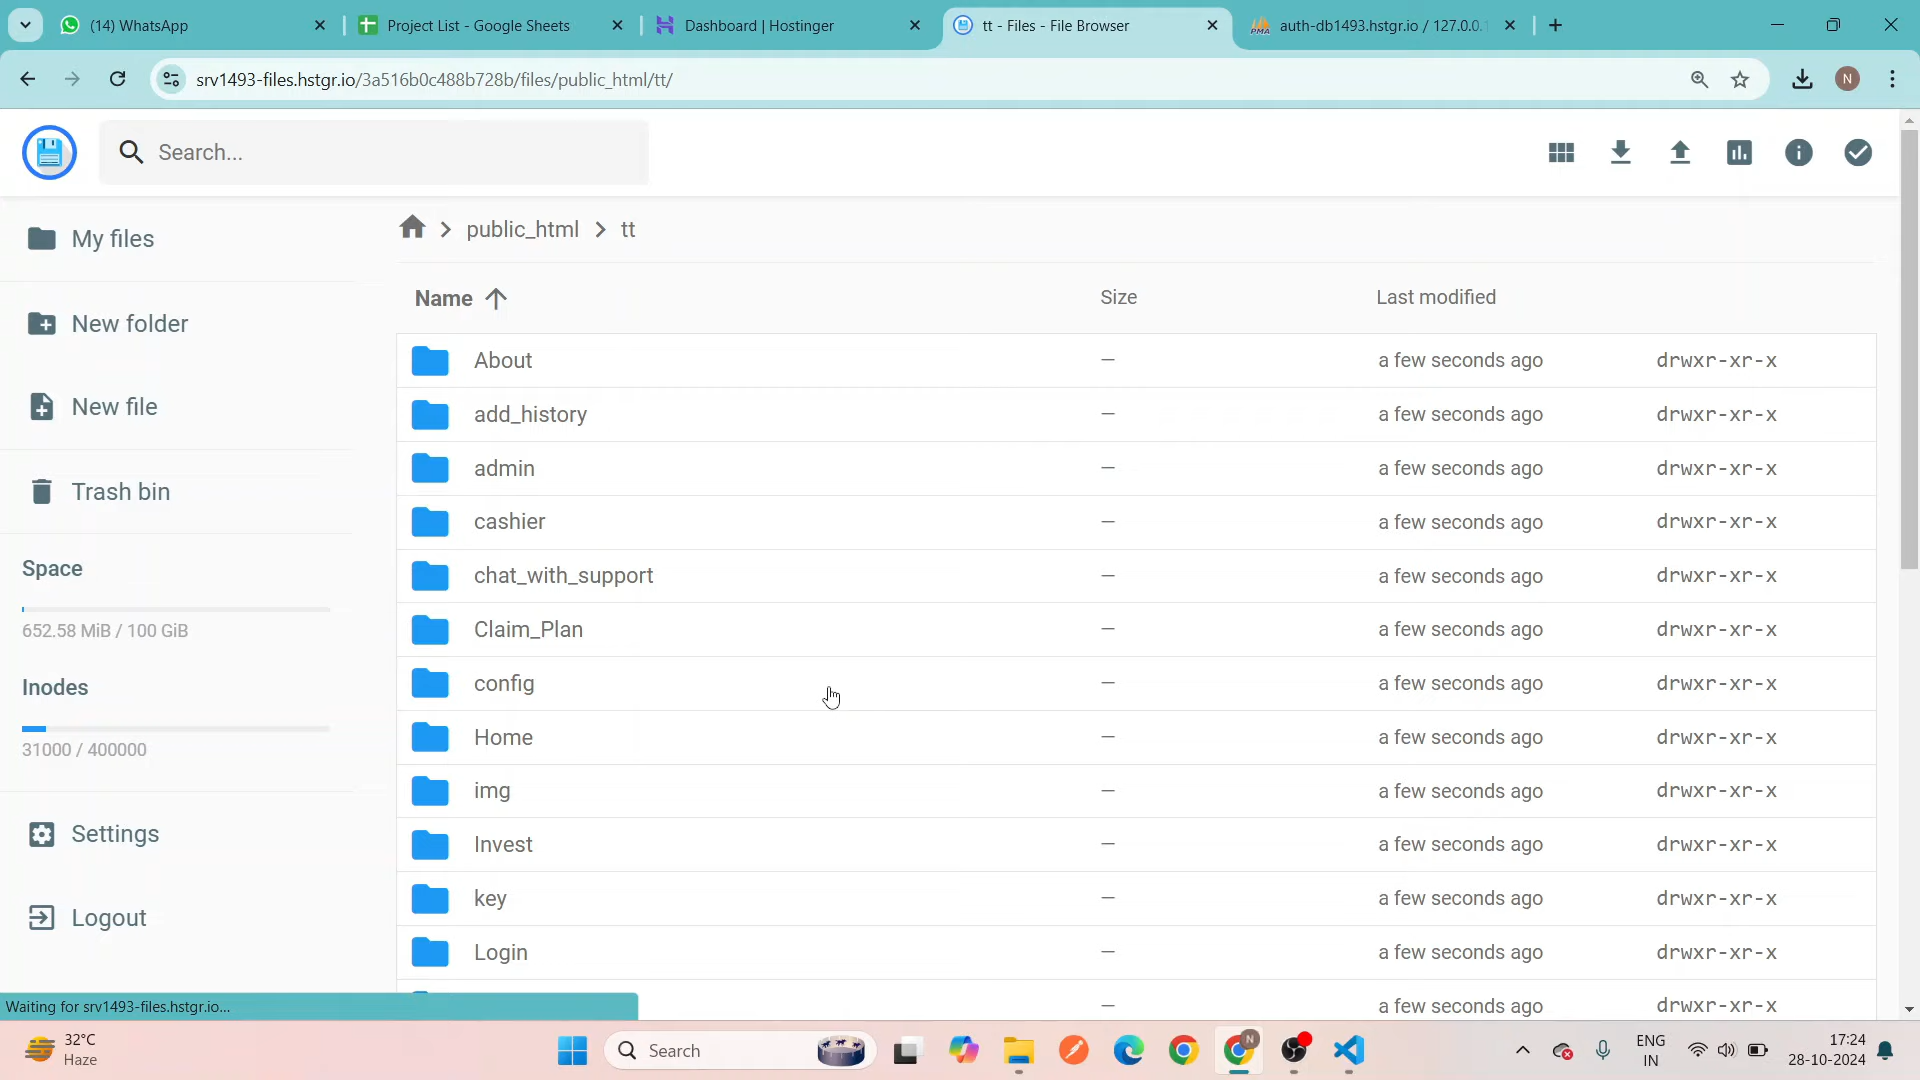 (14) WhatsApp
Project List - Google Sheets
Dashboard | Hostinger
tt - Files - File Browser
auth-db1493.hstgr.io / 127.0.0.1
srv1493-files.hstgr.io/3a516b0c488b728b/files/public_html/tt/
N
Search...
My files
New folder
New file
Trash bin
Space
652.58 MiB / 100 GiB
Inodes
31000 / 400000
Settings
Logout
public_html
tt
Name Size Last modified
About — a few seconds ago drwxr-xr-x
add_history — a few seconds ago drwxr-xr-x
admin — a few seconds ago drwxr-xr-x
cashier — a few seconds ago drwxr-xr-x
chat_with_support — a few seconds ago drwxr-xr-x
Claim_Plan — a few seconds ago drwxr-xr-x
config — a few seconds ago drwxr-xr-x
Home — a few seconds ago drwxr-xr-x
img — a few seconds ago drwxr-xr-x
Invest — a few seconds ago drwxr-xr-x
key — a few seconds ago drwxr-xr-x
Login — a few seconds ago drwxr-xr-x
— a few seconds ago drwxr-xr-x
Waiting for srv1493-files.hstgr.io...
32°C
Haze
Search
ENG
IN
17:24
28-10-2024